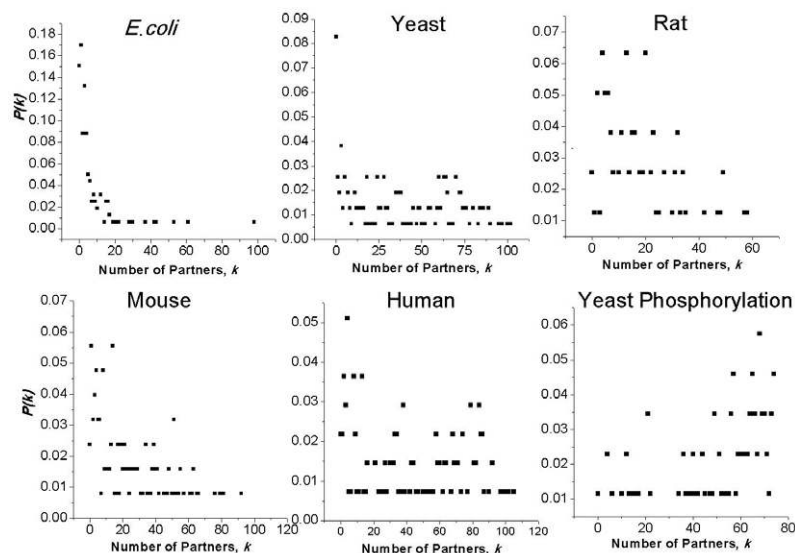 E.coli
Yeast
Rat
P(k)
0.18
0.16
0.14
0.12
0.10
0.08
0.06
0.04
0.02
0.00
0 20 40 60 80 100
Number of Partners, k
0.09
0.08
0.07
0.06
0.05
0.04
0.03
0.02
0.01
0.00
0 25 50 75 100
Number of Partners, k
0.07
0.06
0.05
0.04
0.03
0.02
0.01
0 20 40 60
Number of Partners, k
Mouse
Human
Yeast Phosphorylation
P(k)
0.07
0.06
0.05
0.04
0.03
0.02
0.01
0.00
0 20 40 60 80 100 120
Number of Partners, k
0.05
0.04
0.03
0.02
0.01
0.00
0 20 40 60 80 100 120
Number of Partners, k
0.06
0.05
0.04
0.03
0.02
0.01
0 20 40 60 80
Number of Partners, k